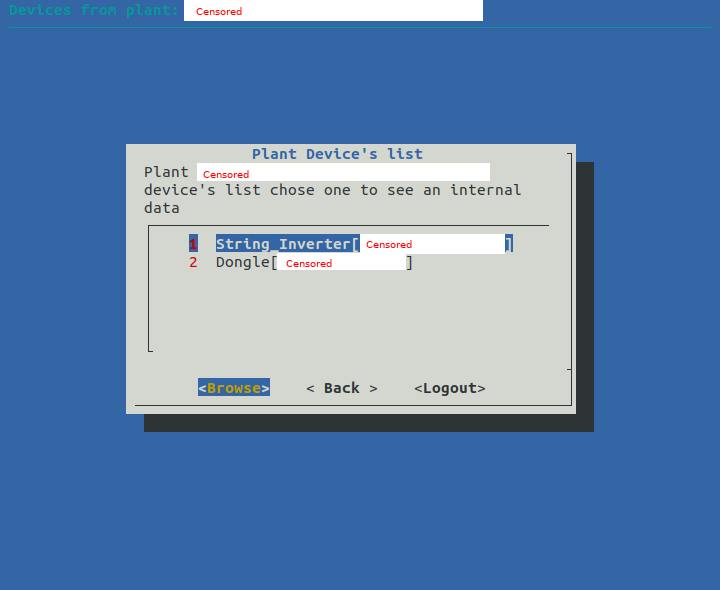 Devices from plant: Censored
Plant Device's list
Plant Censored
device's list chose one to see an internal
data
1 String_Inverter[ Censored ]
2 Dongle[ Censored ]
<Browse> < Back > <Logout>